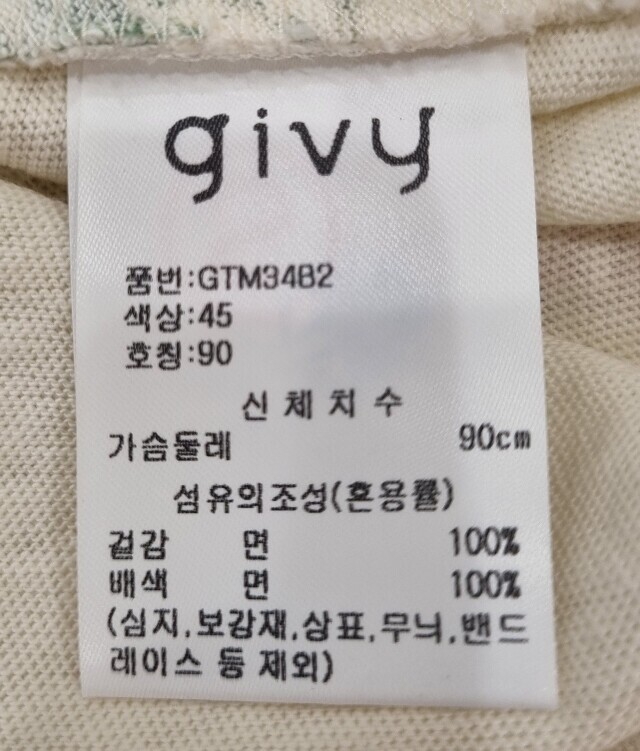 givy
품번:GTM34B2
색상:45
호칭:90
신체치수
가슴둘레 90cm
섬유의조성(혼용률)
겉감 면 100%
배색 면 100%
(심지,보강재,상표,무늬,밴드
레이스 등 제외)